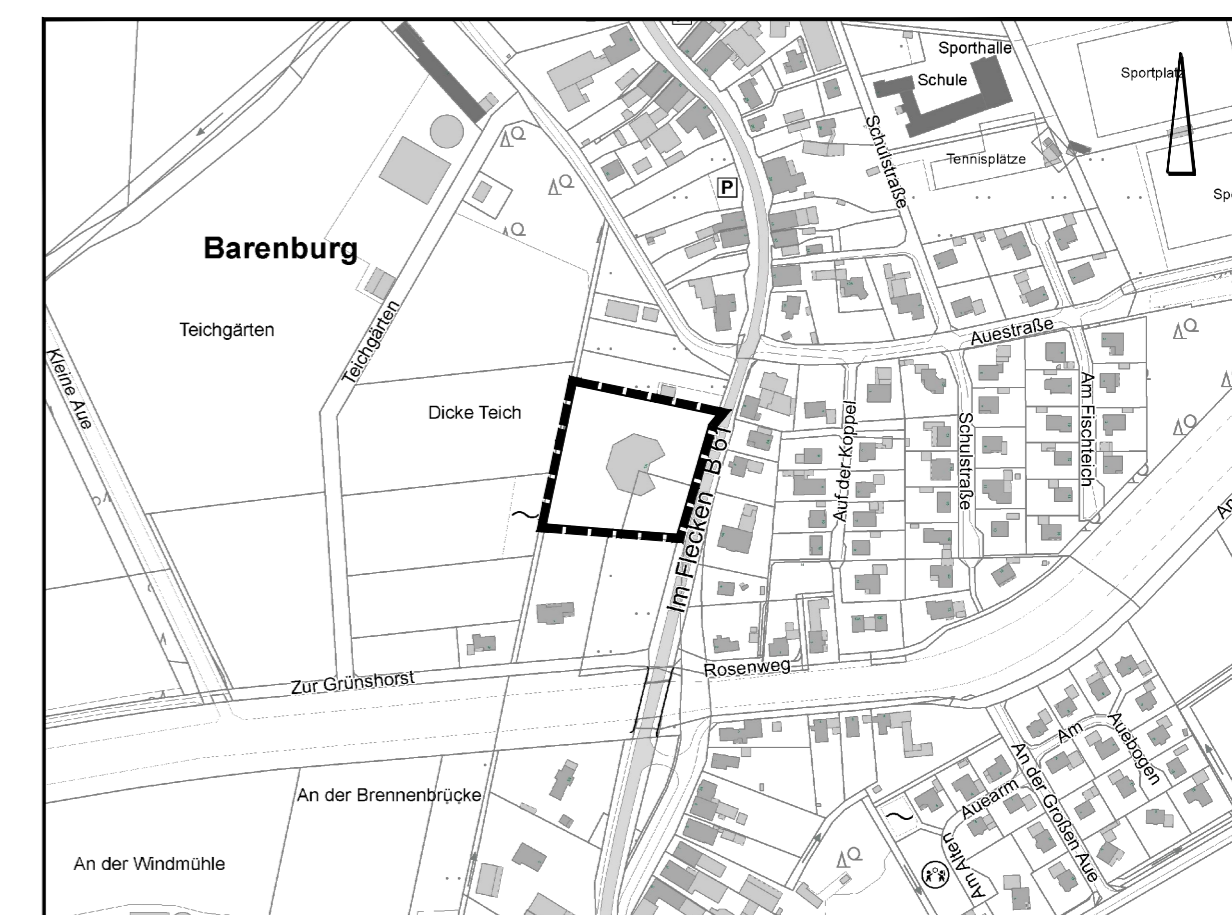 Sporthalle
Schule
Sportplatz
Schulstraße
Tennisplätze
P
Barenburg
Teichgärten
Teichgärten
Kleine Aue
Auestraße
Dicke Teich
Am Fischteich
Auf der Koppel
Schulstraße
Im Flecken B 61
Rosenweg
Zur Grünshorst
Am Auebogen
An der Brennenbrücke
An der Großen Aue
Am Alten Auearm
An der Windmühle